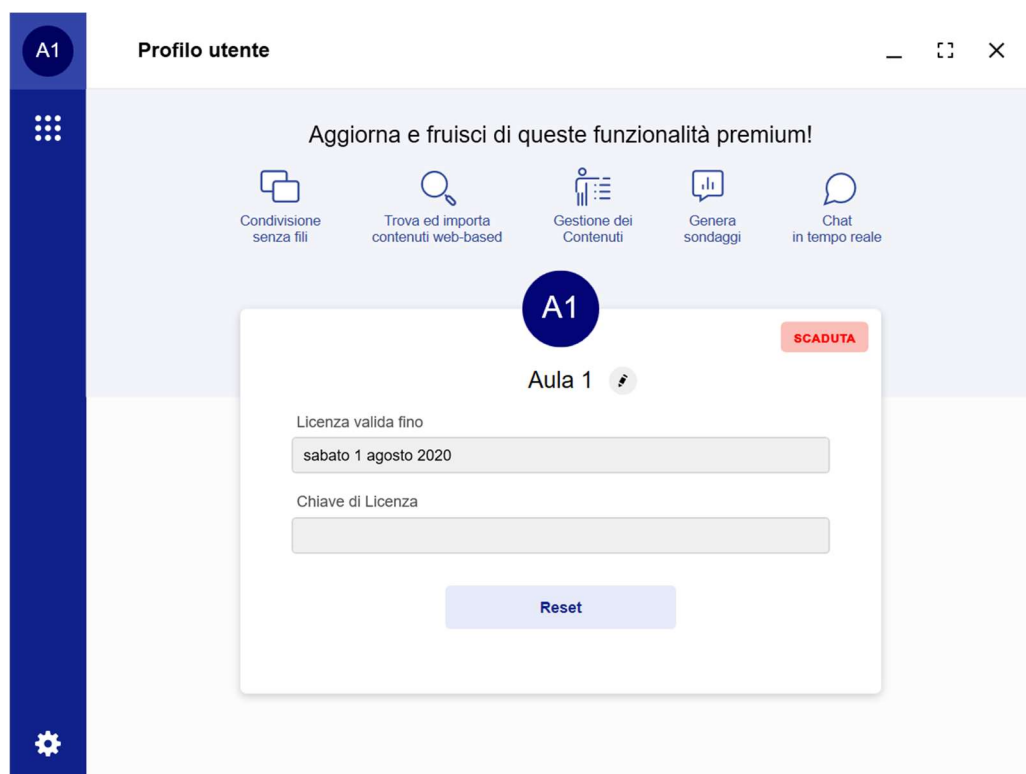 A1
Profilo utente
Aggiorna e fruisci di queste funzionalità premium!
Condivisione
senza fili
Trova ed importa
contenuti web-based
Gestione dei
Contenuti
Genera
sondaggi
Chat
in tempo reale
A1
SCADUTA
Aula 1
Licenza valida fino
sabato 1 agosto 2020
Chiave di Licenza
Reset